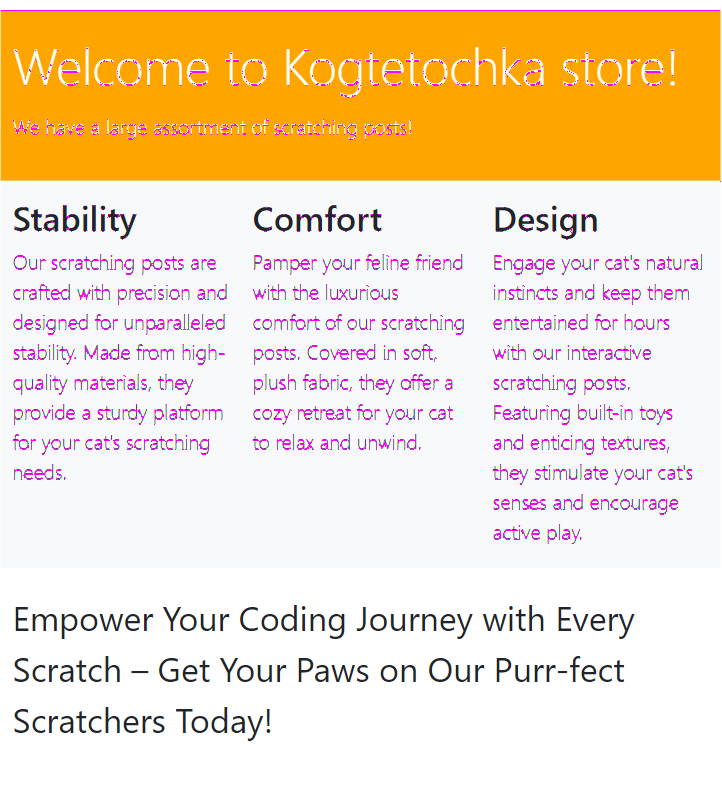 Welcome to Kogtetochka store!
We have a large assortment of scratching posts!
Stability
Our scratching posts are
crafted with precision and
designed for unparalleled
stability. Made from high-
quality materials, they
provide a sturdy platform
for your cat's scratching
needs.
Comfort
Pamper your feline friend
with the luxurious
comfort of our scratching
posts. Covered in soft,
plush fabric, they offer a
cozy retreat for your cat
to relax and unwind.
Design
Engage your cat's natural
instincts and keep them
entertained for hours
with our interactive
scratching posts.
Featuring built-in toys
and enticing textures,
they stimulate your cat's
senses and encourage
active play.
Empower Your Coding Journey with Every
Scratch – Get Your Paws on Our Purr-fect
Scratchers Today!